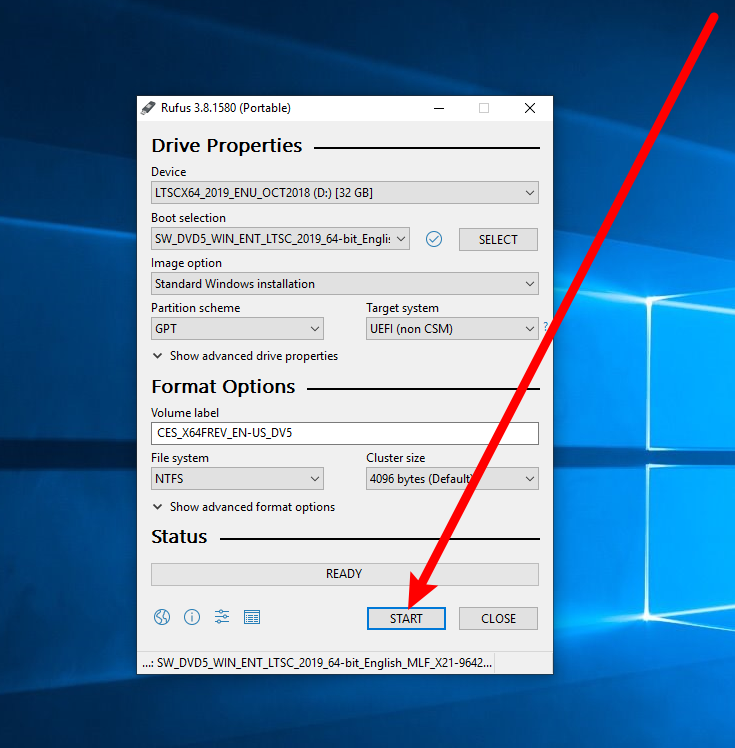 Rufus 3.8.1580 (Portable)
Drive Properties
Device
LTSCX64_2019_ENU_OCT2018 (D:) [32 GB]
Boot selection
SW_DVD5_WIN_ENT_LTSC_2019_64-bit_Englis
SELECT
Image option
Standard Windows installation
Partition scheme
Target system
GPT
UEFI (non CSM)
?
Show advanced drive properties
Format Options
Volume label
CES_X64FREV_EN-US_DV5
File system
Cluster size
NTFS
4096 bytes (Default)
Show advanced format options
Status
READY
START
CLOSE
...: SW_DVD5_WIN_ENT_LTSC_2019_64-bit_English_MLF_X21-9642...